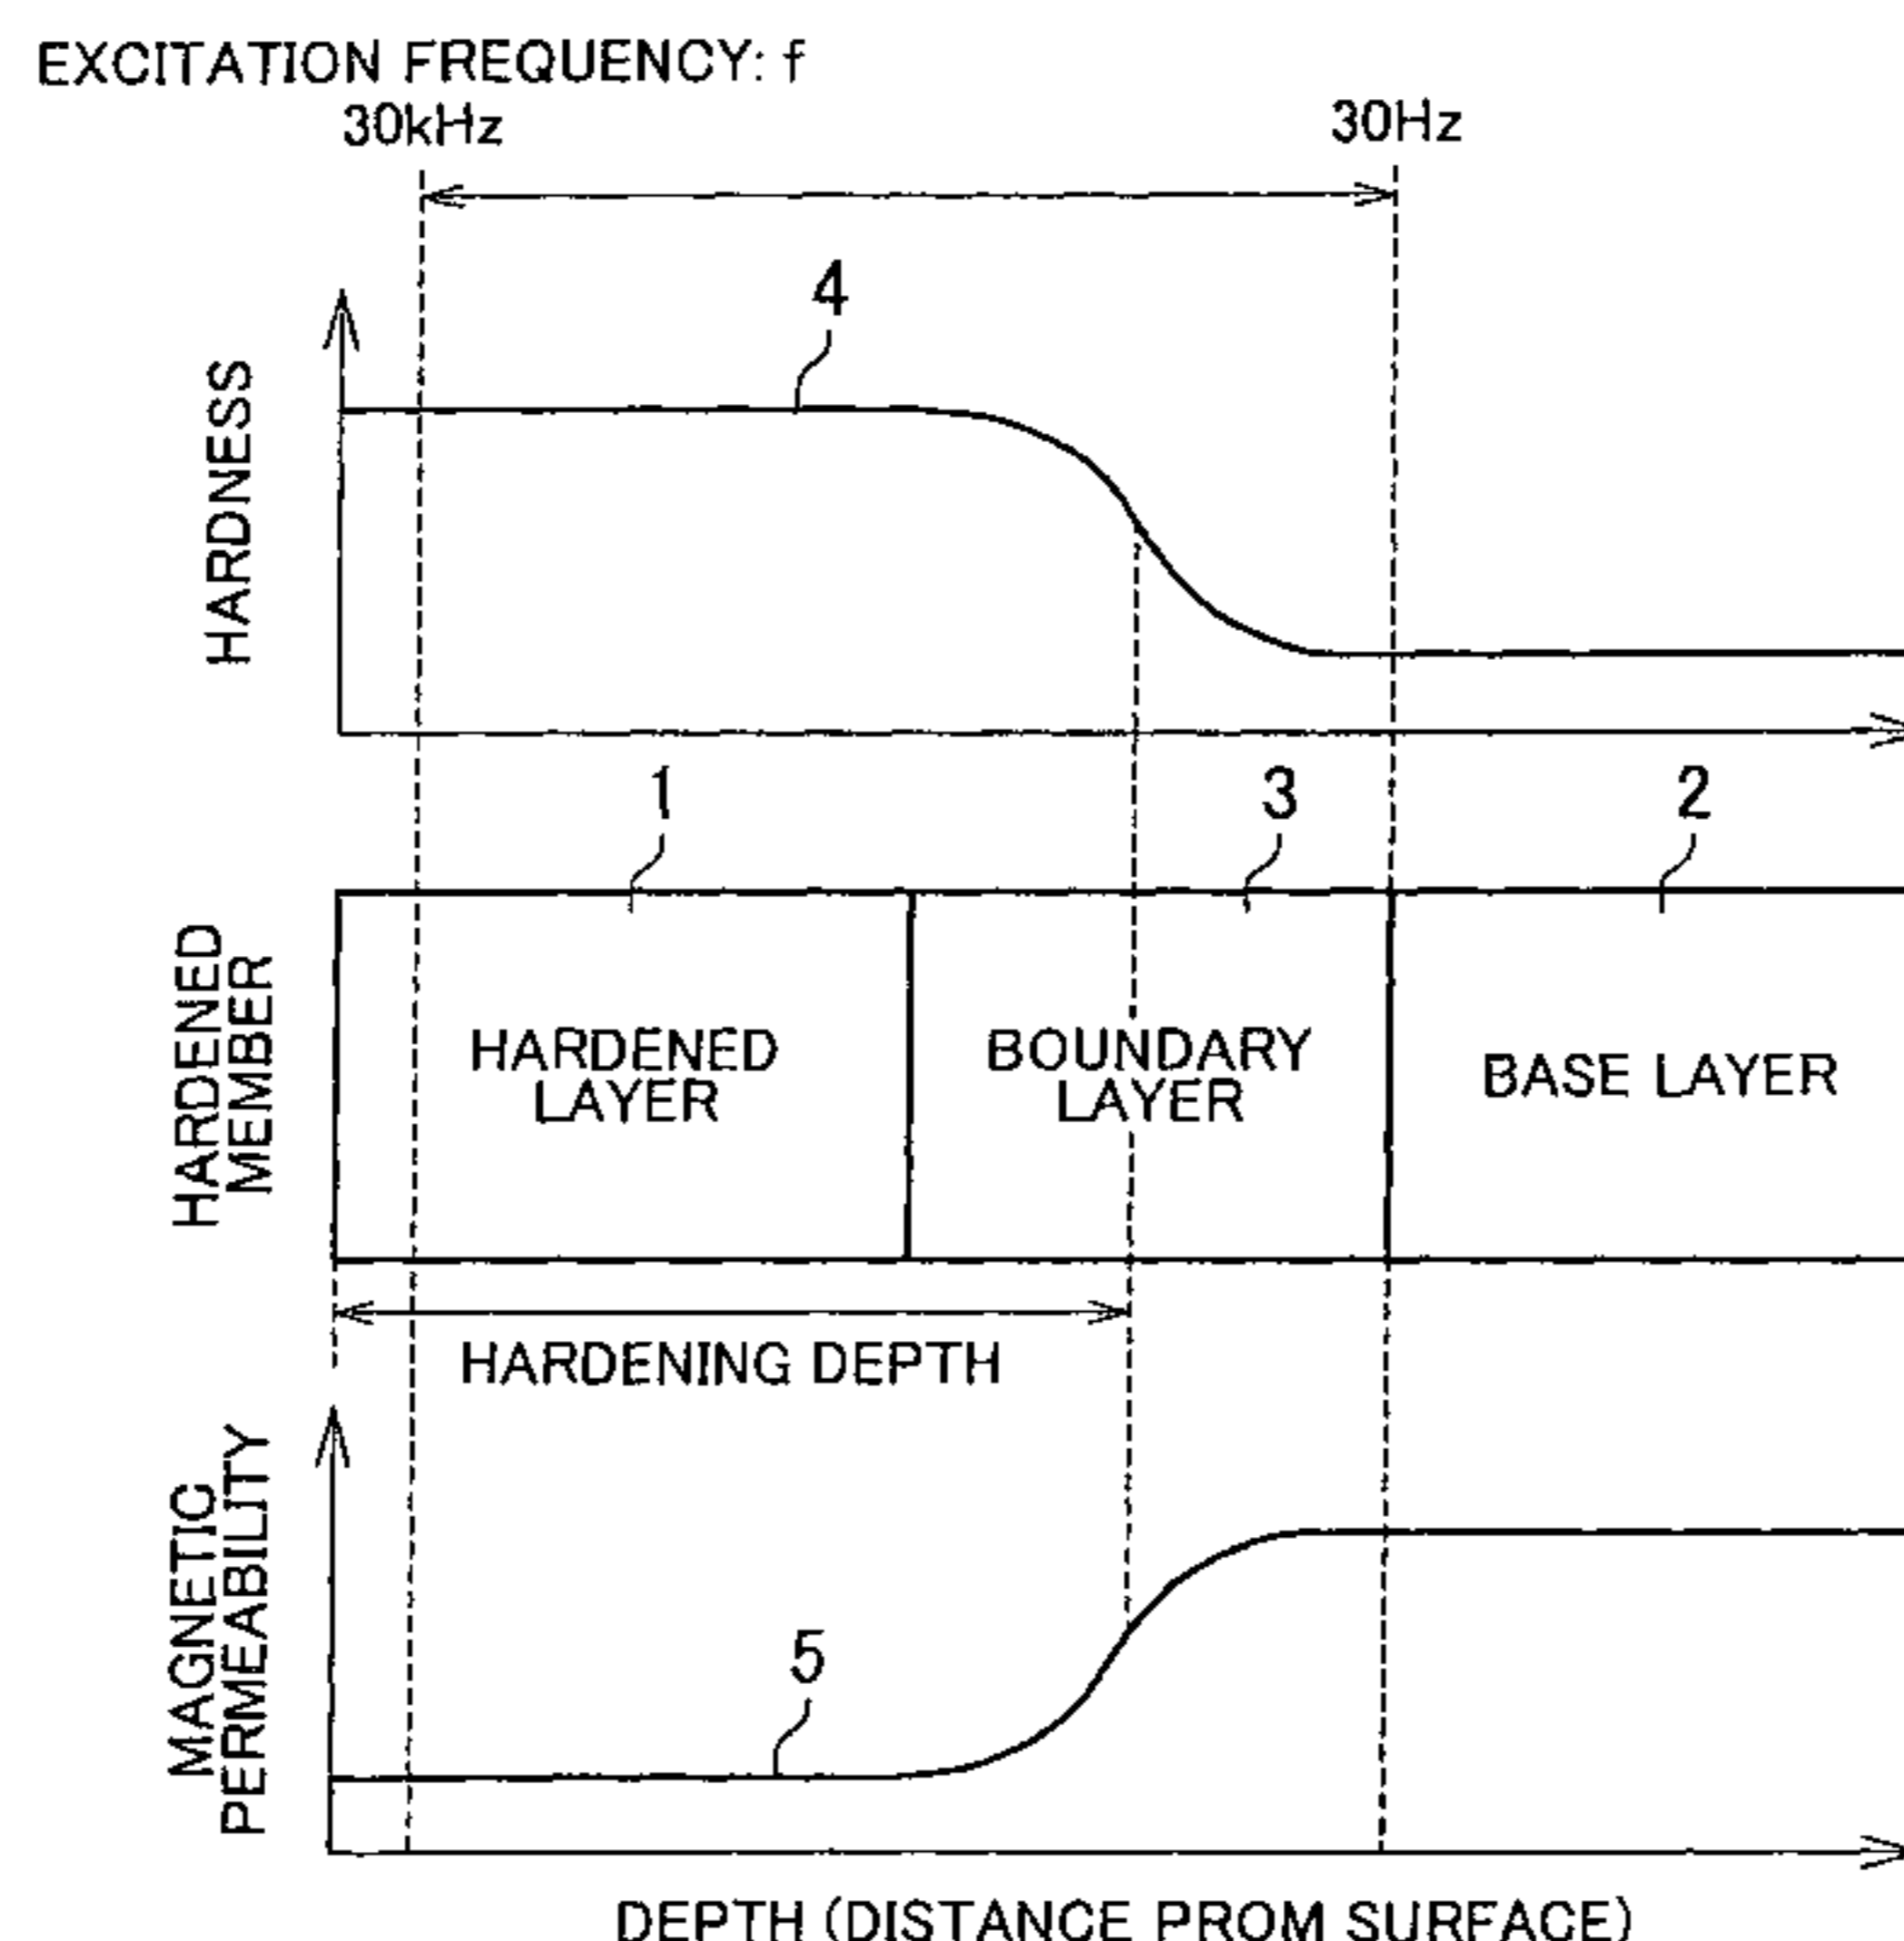 EXCITATION FREQUENCY: f
30kHz
30Hz
4
HARDNESS
1
3
2
HARDENED
MEMBER
HARDENED
LAYER
BOUNDARY
LAYER
BASE LAYER
HARDENING DEPTH
MAGNETIC
PERMEABILITY
5
DEPTH (DISTANCE PROM SURFACE)